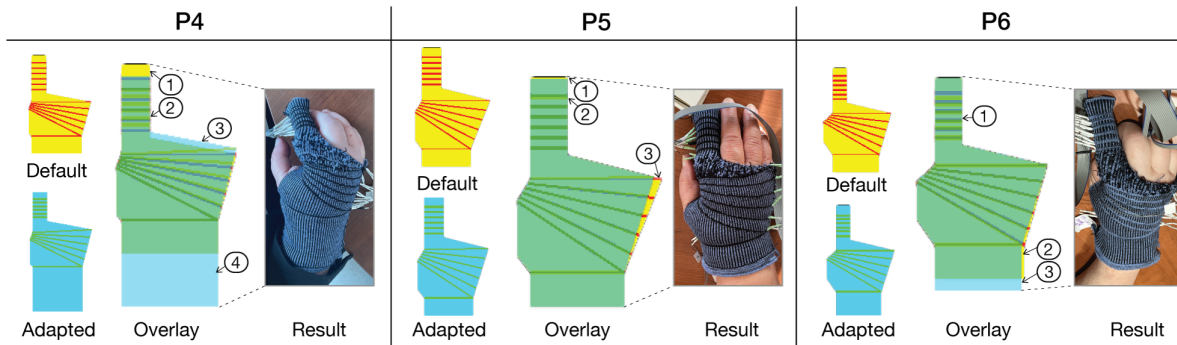 P4
P5
P6
1
2
3
4
Default
Adapted
Overlay
Result
1
2
3
Default
Adapted
Overlay
Result
1
2
3
Default
Adapted
Overlay
Result